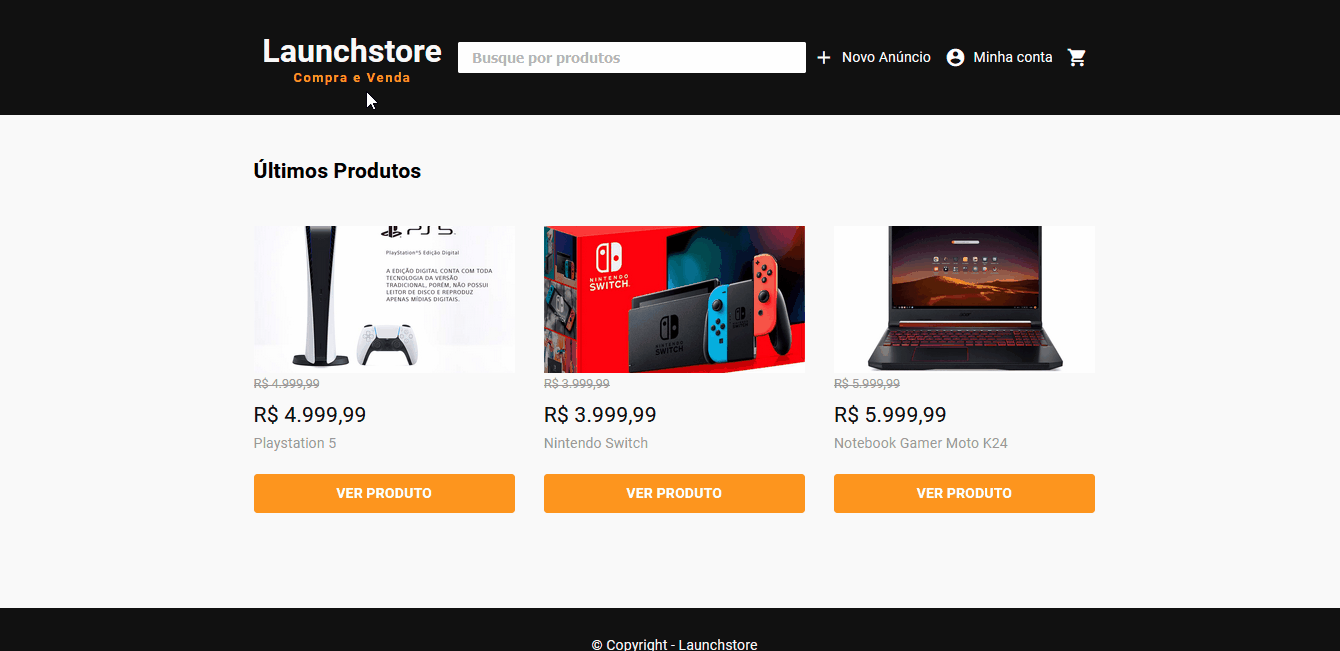 Launchstore
Compra e Venda
Busque por produtos
Novo Anúncio
Minha conta
Últimos Produtos
PS5.
PlayStation®5 Edição Digital
A EDIÇÃO DIGITAL CONTA COM TODA
TECNOLOGIA DA VERSÃO
TRADICIONAL, PORÉM, NÃO POSSUI
LEITOR DE DISCO E REPRODUZ
APENAS MÍDIAS DIGITAIS.
NINTENDO
SWITCH.
NINTENDO
SWITCH
R$ 4.999,99
R$ 4.999,99
Playstation 5
VER PRODUTO
R$ 3.999,99
R$ 3.999,99
Nintendo Switch
VER PRODUTO
R$ 5.999,99
R$ 5.999,99
Notebook Gamer Moto K24
VER PRODUTO
© Copyright - Launchstore